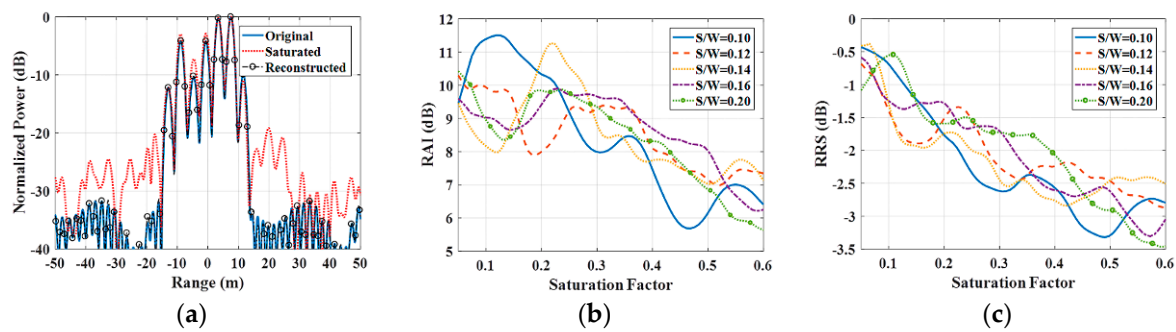 Normalized Power (dB)
0
-10
-20
-30
-40
-50 -40 -30 -20 -10 0 10 20 30 40 50
Range (m)
Original
Saturated
Reconstructed
(a)
RAI (dB)
12
11
10
9
8
7
6
5
0.1 0.2 0.3 0.4 0.5 0.6
Saturation Factor
S/W=0.10
S/W=0.12
S/W=0.14
S/W=0.16
S/W=0.20
(b)
RRS (dB)
0
-0.5
-1
-1.5
-2
-2.5
-3
-3.5
0.1 0.2 0.3 0.4 0.5 0.6
Saturation Factor
S/W=0.10
S/W=0.12
S/W=0.14
S/W=0.16
S/W=0.20
(c)